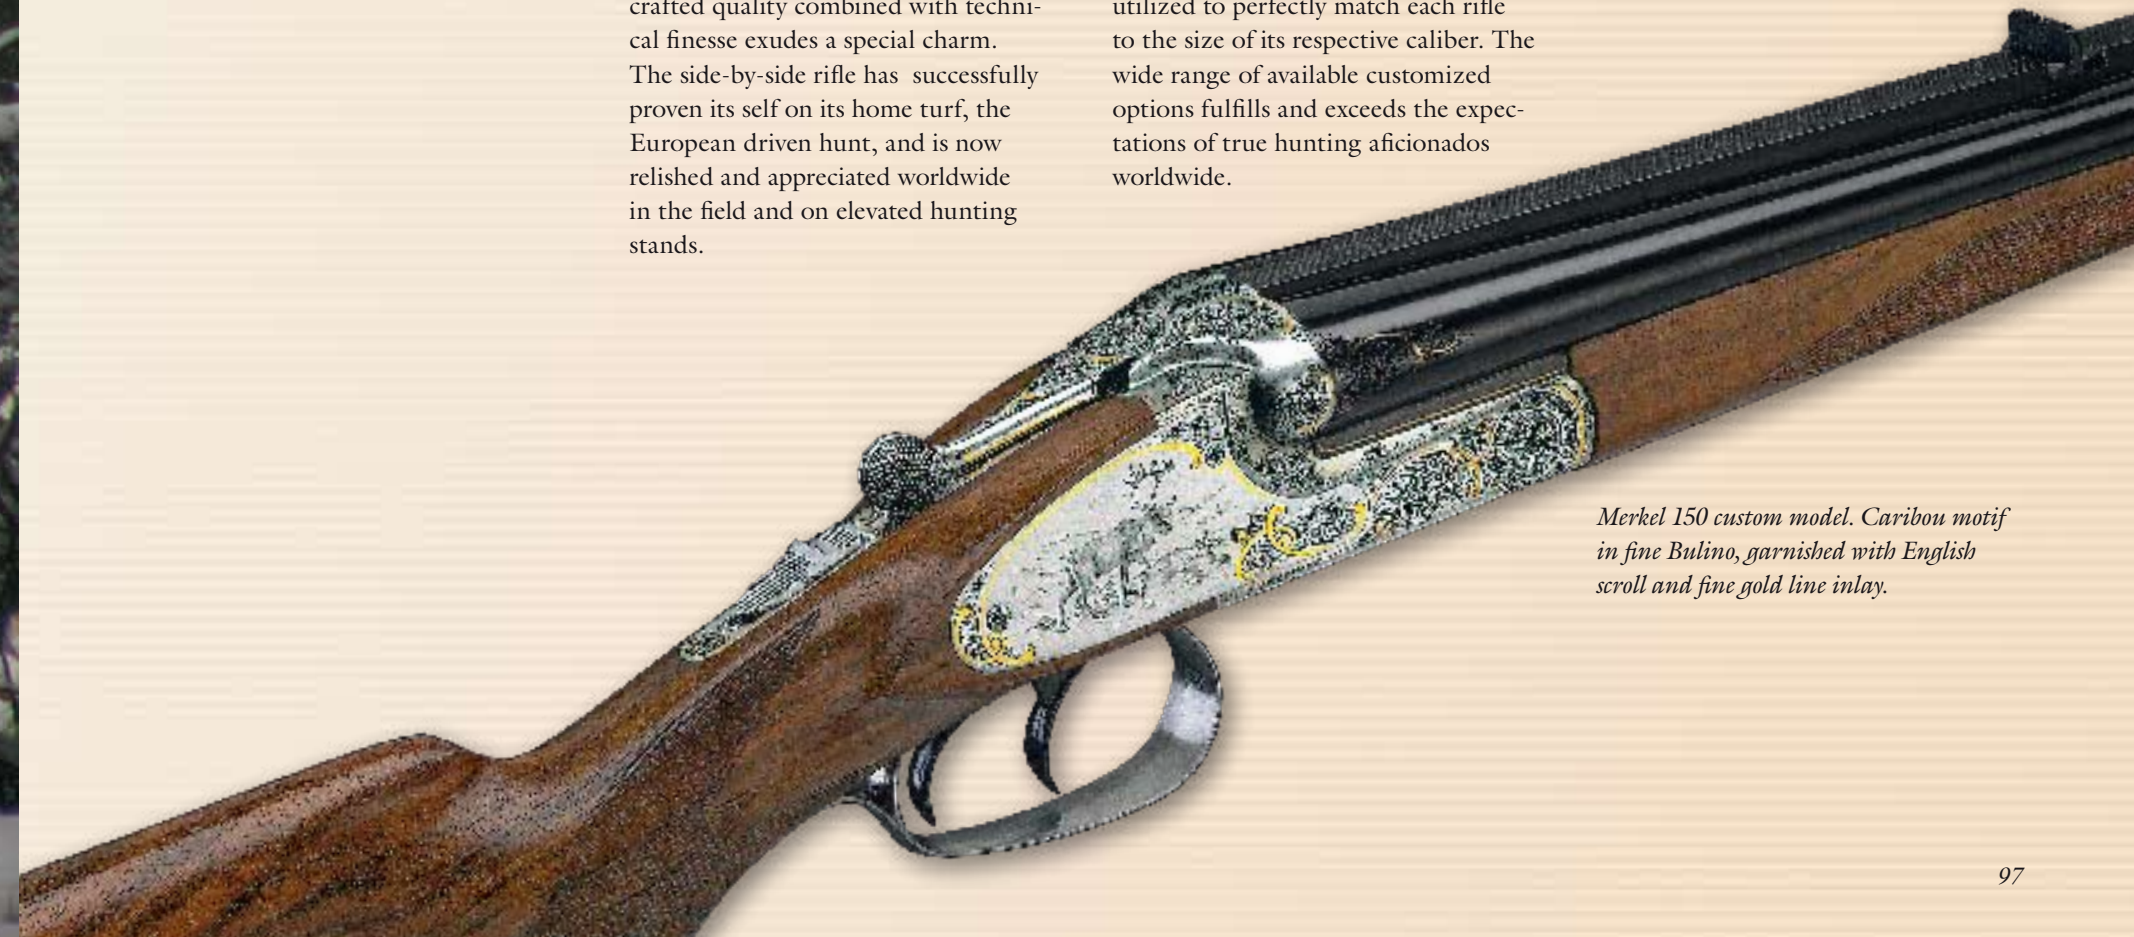 crafted quality combined with techni-
cal finesse exudes a special charm.
The side-by-side rifle has  successfully
proven its self on its home turf, the
European driven hunt, and is now
relished and appreciated worldwide
in the field and on elevated hunting
stands.
utilized to perfectly match each rifle
to the size of its respective caliber. The
wide range of available customized
options fulfills and exceeds the expec-
tations of true hunting aficionados
worldwide.
Merkel 150 custom model. Caribou motif
in fine Bulino, garnished with English
scroll and fine gold line inlay.
97